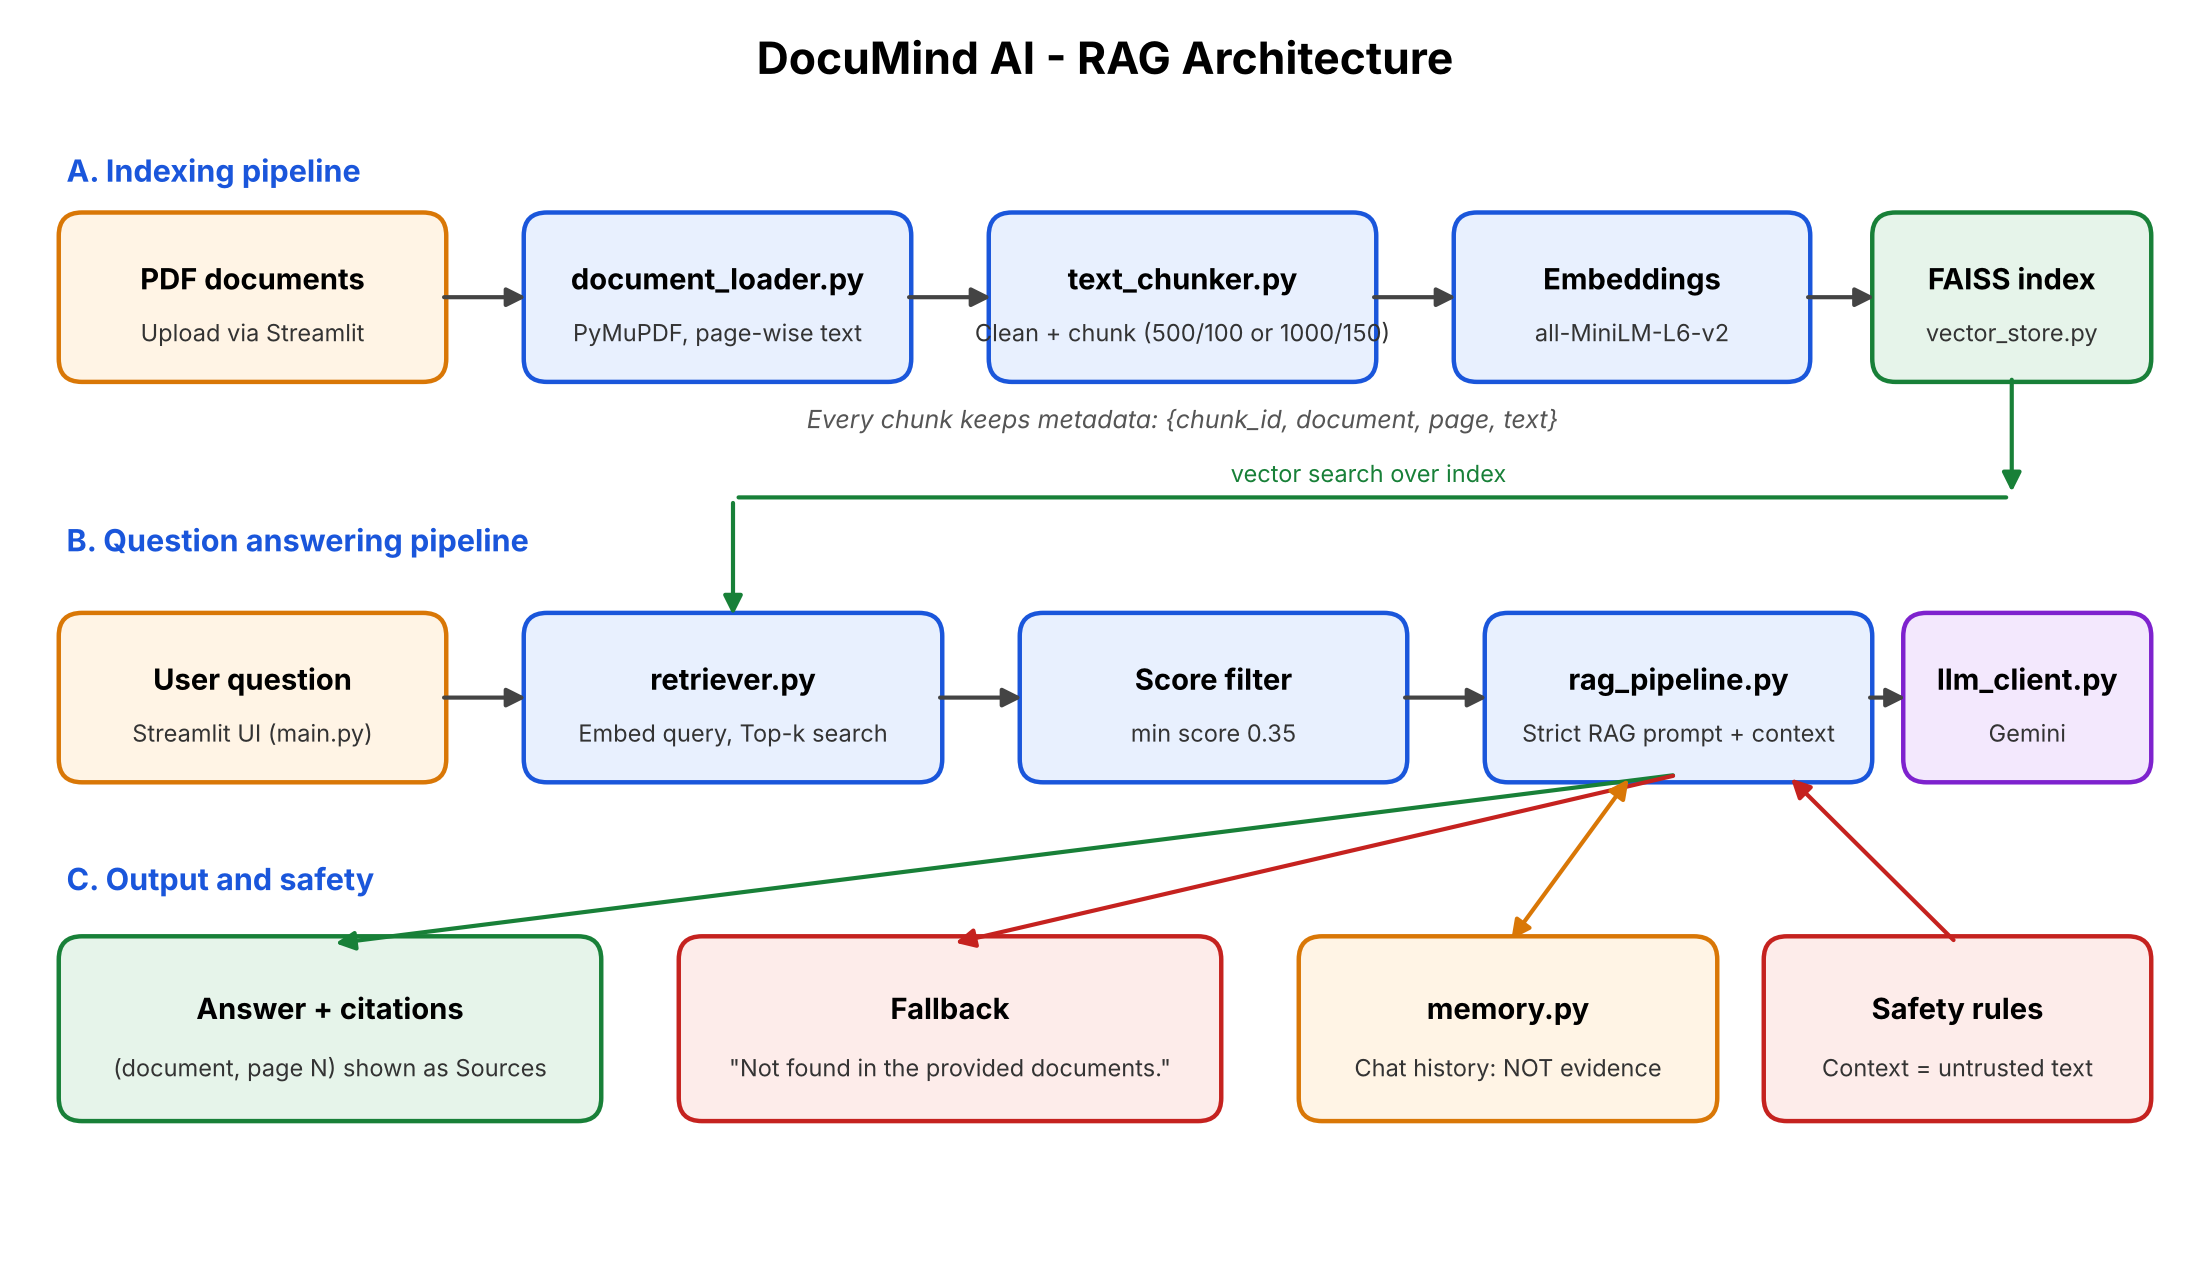 DocuMind AI - RAG Architecture
A. Indexing pipeline
PDF documents
Upload via Streamlit
document_loader.py
PyMuPDF, page-wise text
text_chunker.py
Clean + chunk (500/100 or 1000/150)
Embeddings
all-MiniLM-L6-v2
FAISS index
vector_store.py
Every chunk keeps metadata: {chunk_id, document, page, text}
vector search over index
B. Question answering pipeline
User question
Streamlit UI (main.py)
retriever.py
Embed query, Top-k search
Score filter
min score 0.35
rag_pipeline.py
Strict RAG prompt + context
llm_client.py
Gemini
C. Output and safety
Answer + citations
(document, page N) shown as Sources
Fallback
"Not found in the provided documents."
memory.py
Chat history: NOT evidence
Safety rules
Context = untrusted text